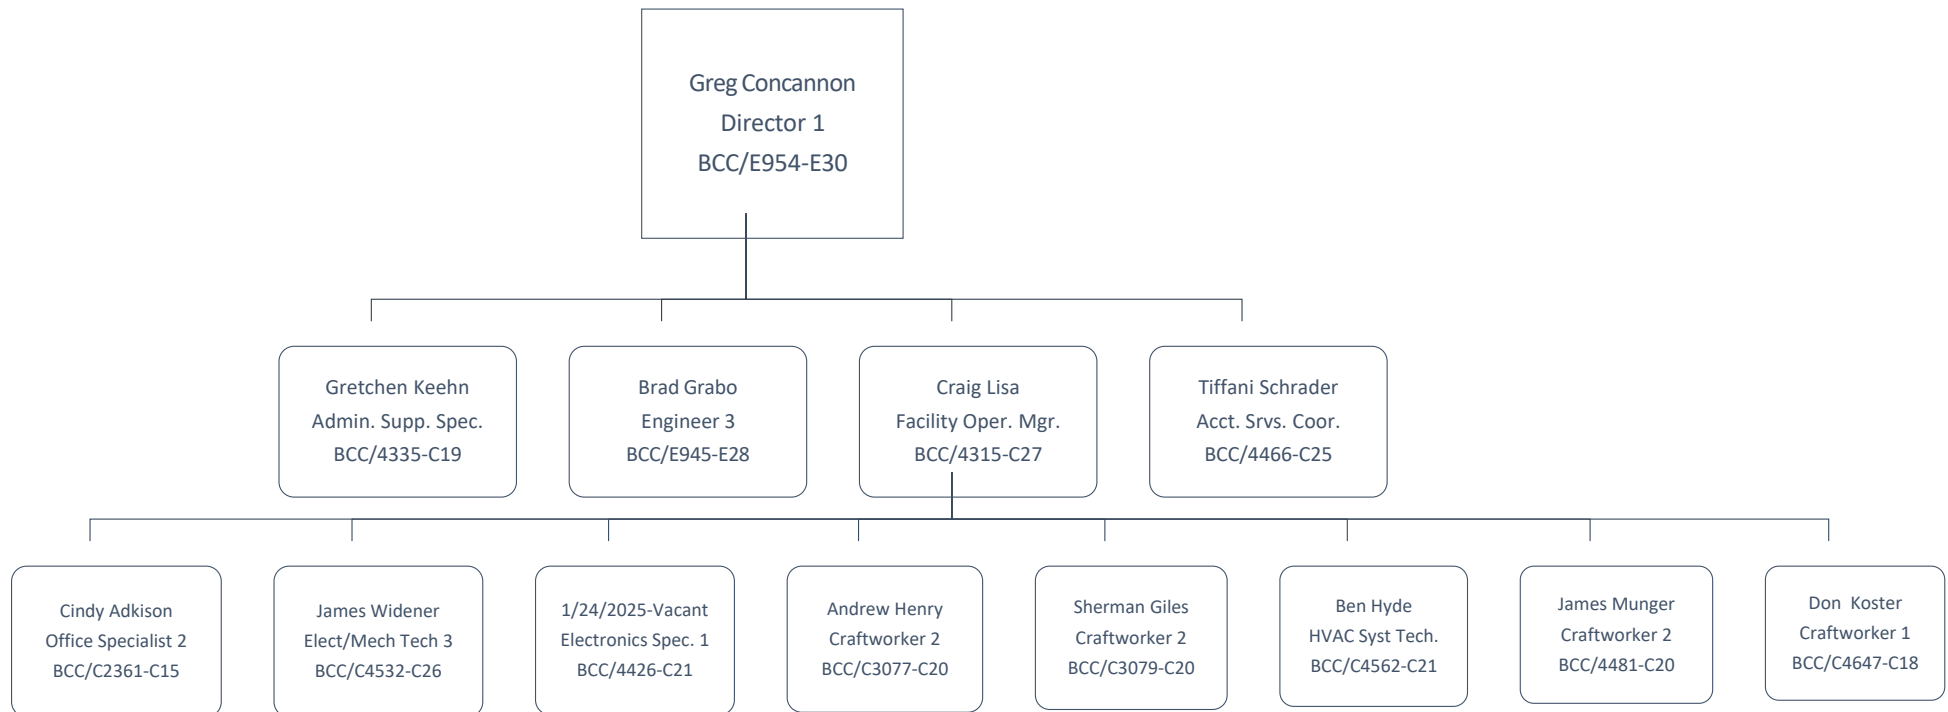 Greg Concannon
Director 1
BCC/E954-E30
Gretchen Keehn
Admin. Supp. Spec.
BCC/4335-C19
Brad Grabo
Engineer 3
BCC/E945-E28
Craig Lisa
Facility Oper. Mgr.
BCC/4315-C27
Tiffani Schrader
Acct. Srvs. Coor.
BCC/4466-C25
Cindy Adkison
Office Specialist 2
BCC/C2361-C15
James Widener
Elect/Mech Tech 3
BCC/C4532-C26
1/24/2025-Vacant
Electronics Spec. 1
BCC/4426-C21
Andrew Henry
Craftworker 2
BCC/C3077-C20
Sherman Giles
Craftworker 2
BCC/C3079-C20
Ben Hyde
HVAC Syst Tech.
BCC/C4562-C21
James Munger
Craftworker 2
BCC/4481-C20
Don  Koster
Craftworker 1
BCC/C4647-C18